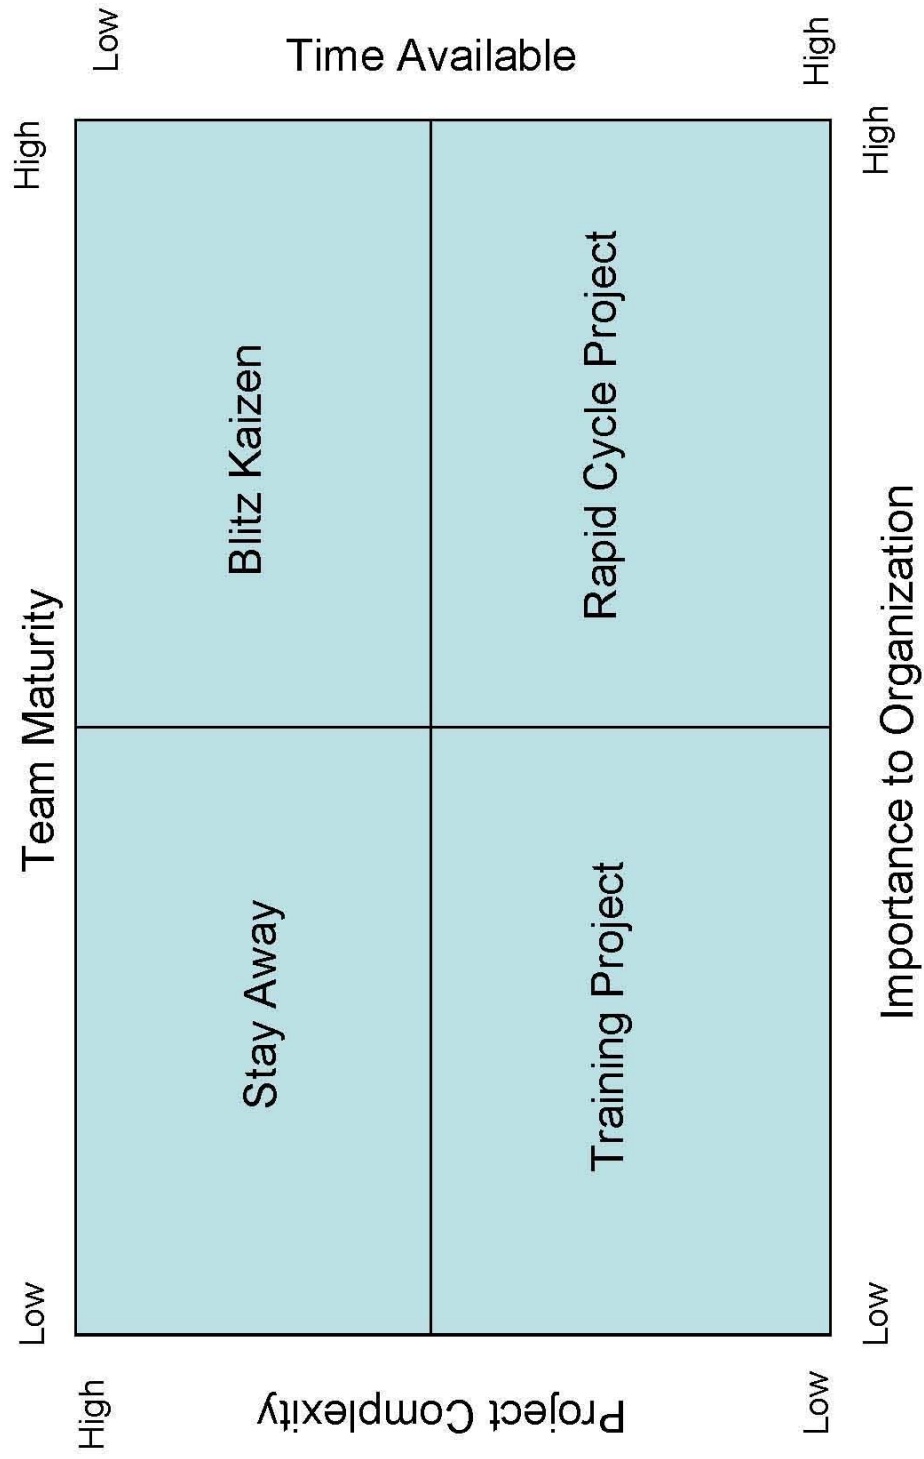 Team Maturity
Low
High
High
Low
Project Complexity
Time Available
Stay Away
Blitz Kaizen
Training Project
Rapid Cycle Project
Low
High
Low
High
Importance to Organization